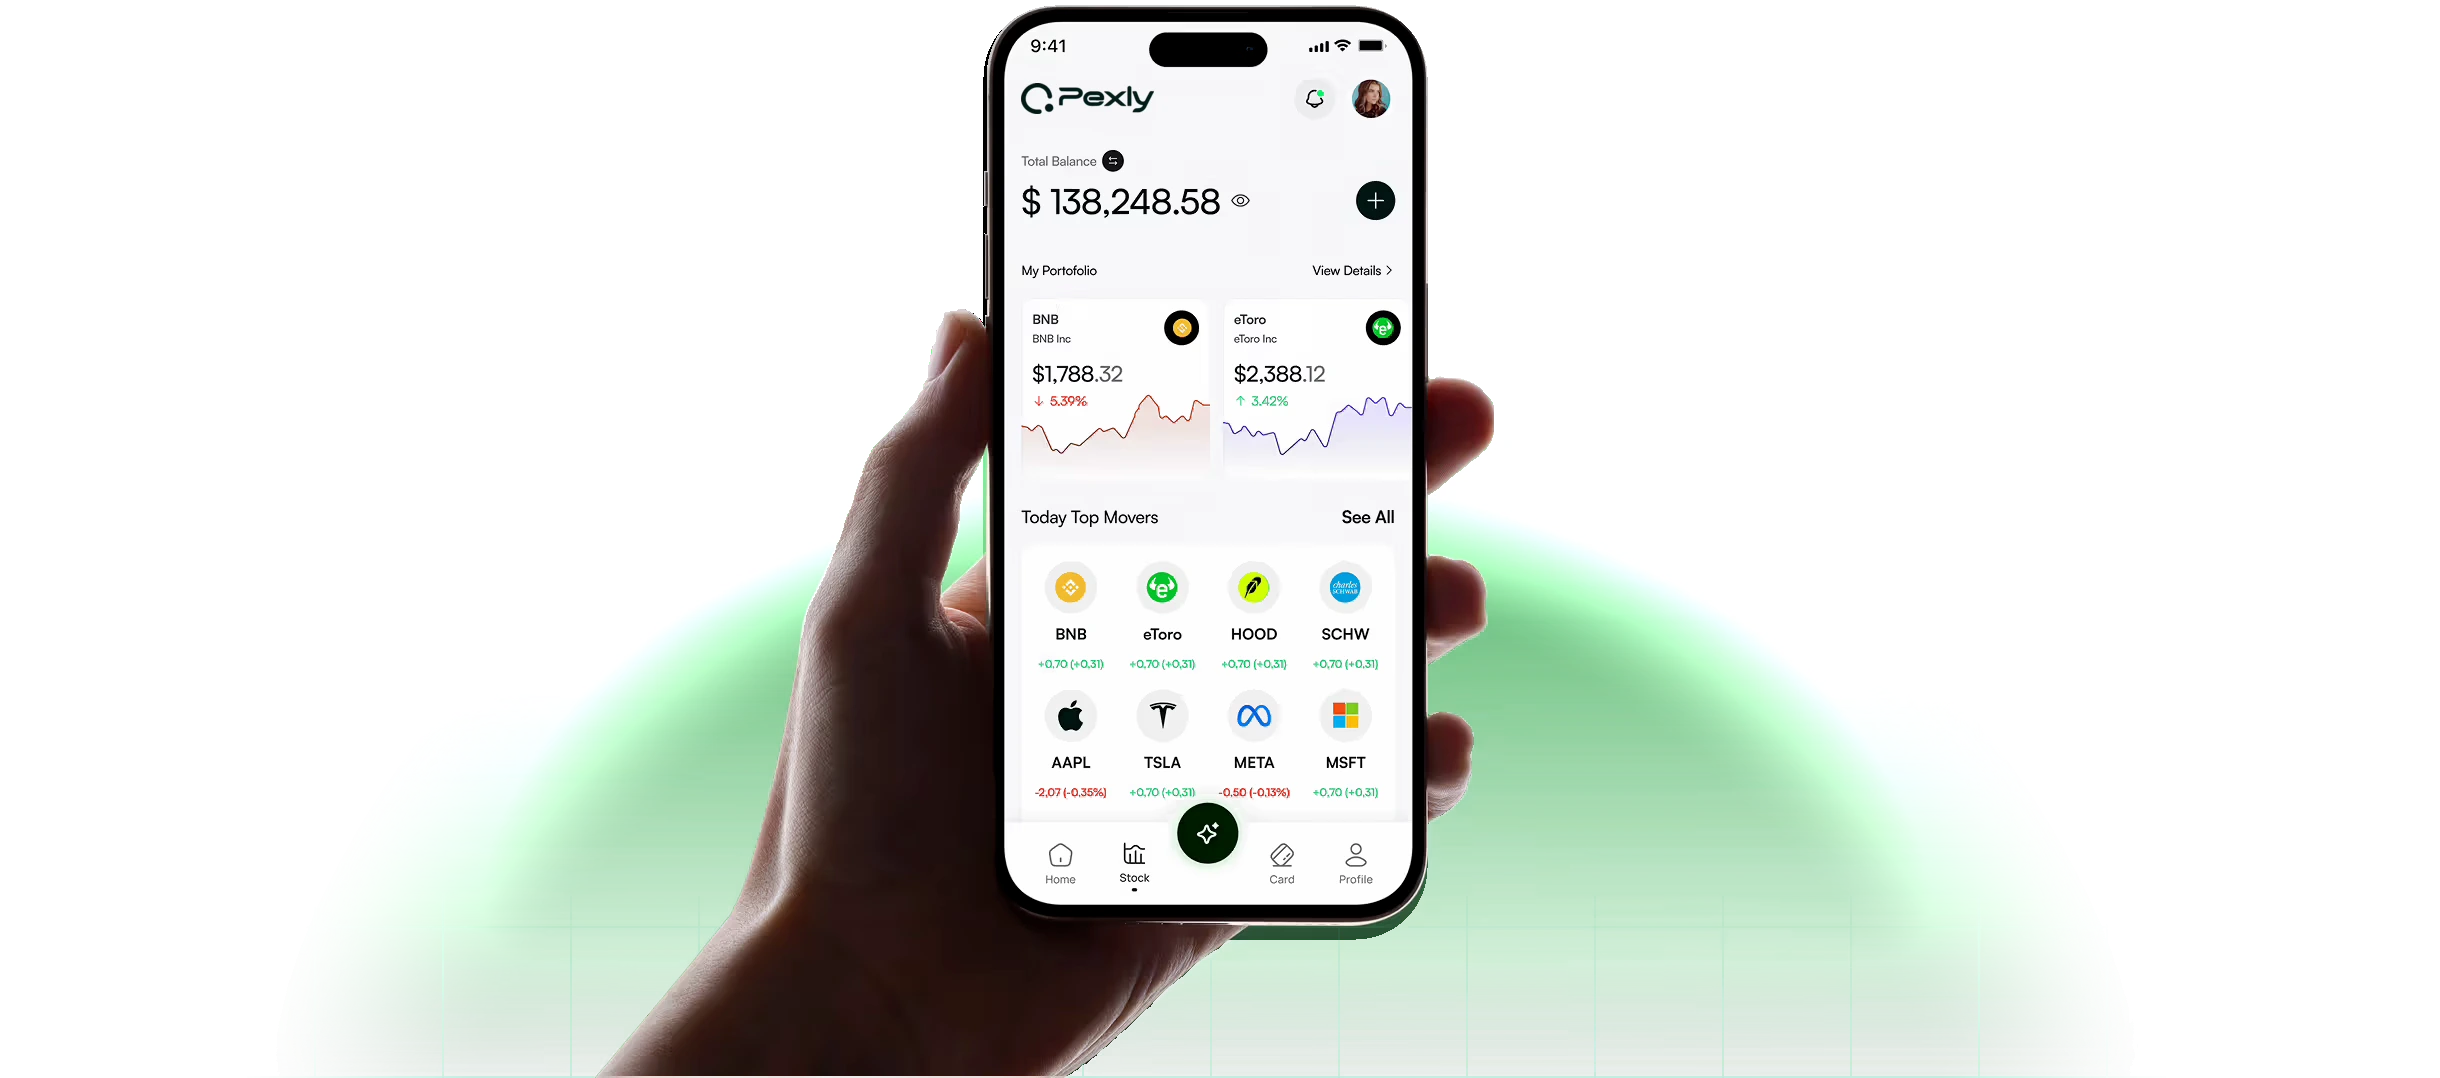 9:41
Pexly
Total Balance
$ 138,248.58
My Portofolio
View Details >
BNB
BNB Inc
$1,788.32
↓ 5.39%
eToro
eToro Inc
$2,388.12
↑ 3.42%
Today Top Movers
See All
charles
SCHWAB
BNB
eToro
HOOD
SCHW
+0,70 (+0,31)
+0,70 (+0,31)
+0,70 (+0,31)
+0,70 (+0,31)
AAPL
TSLA
META
MSFT
-2,07 (-0,35%)
+0,70 (+0,31)
-0,50 (-0,13%)
+0,70 (+0,31)
Home
Stock
Card
Profile